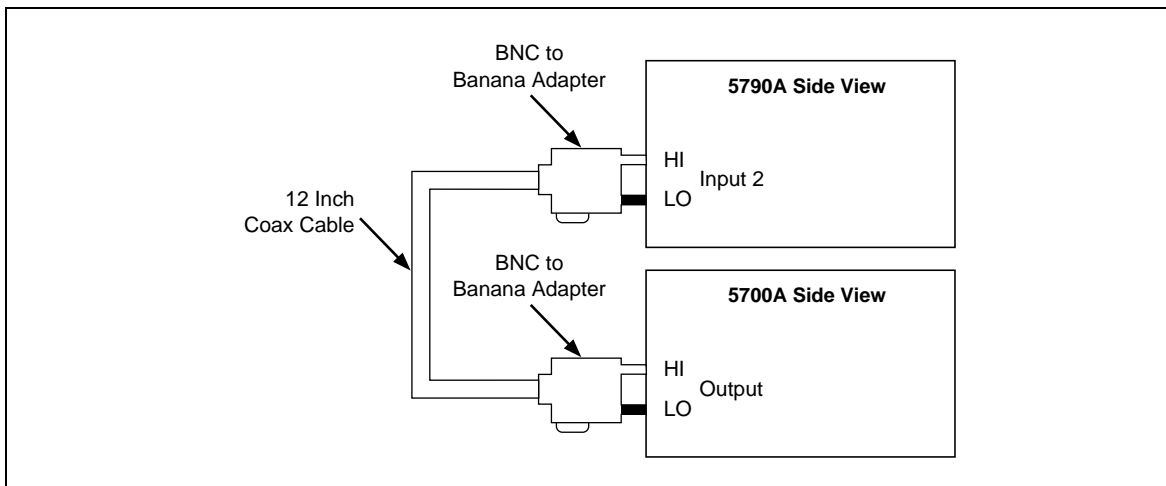 BNC to
Banana Adapter
5790A Side View
HI
Input 2
LO
12 Inch
Coax Cable
BNC to
Banana Adapter
5700A Side View
HI
Output
LO